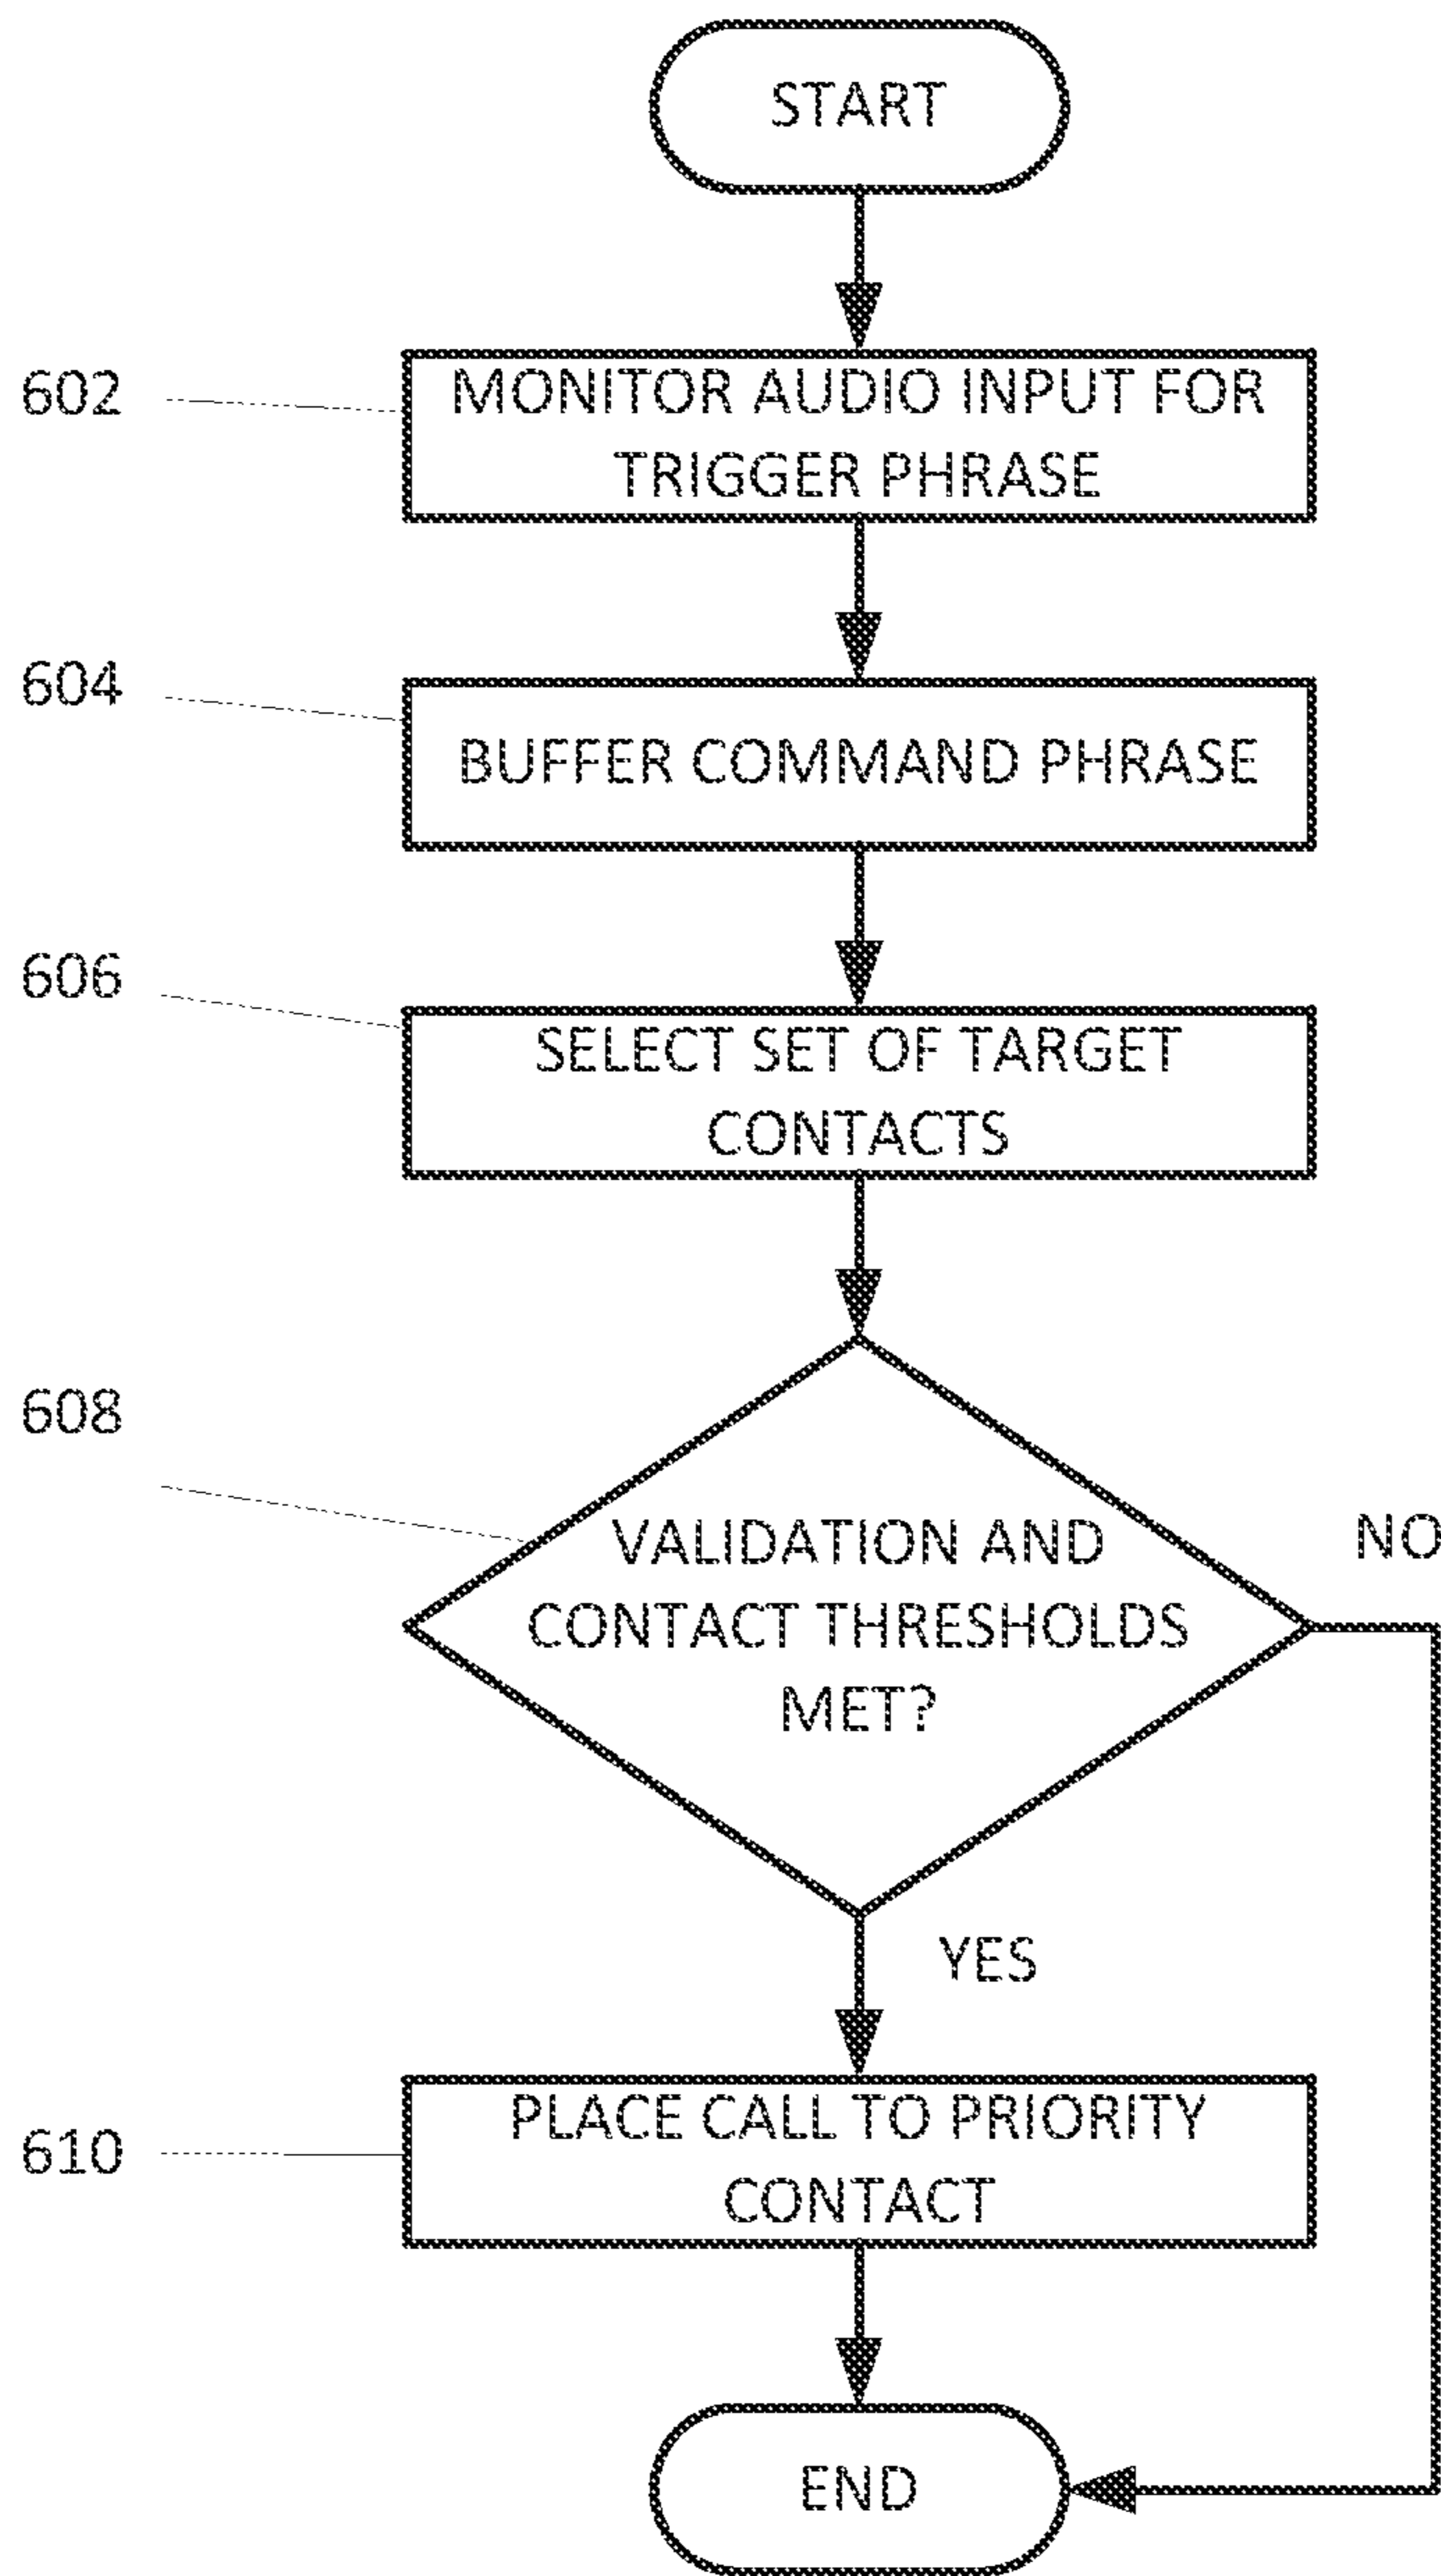 START
602
MONITOR AUDIO INPUT FOR
TRIGGER PHRASE
604
BUFFER COMMAND PHRASE
606
SELECT SET OF TARGET
CONTACTS
608
VALIDATION AND
CONTACT THRESHOLDS
MET?
NO
YES
610
PLACE CALL TO PRIORITY
CONTACT
END